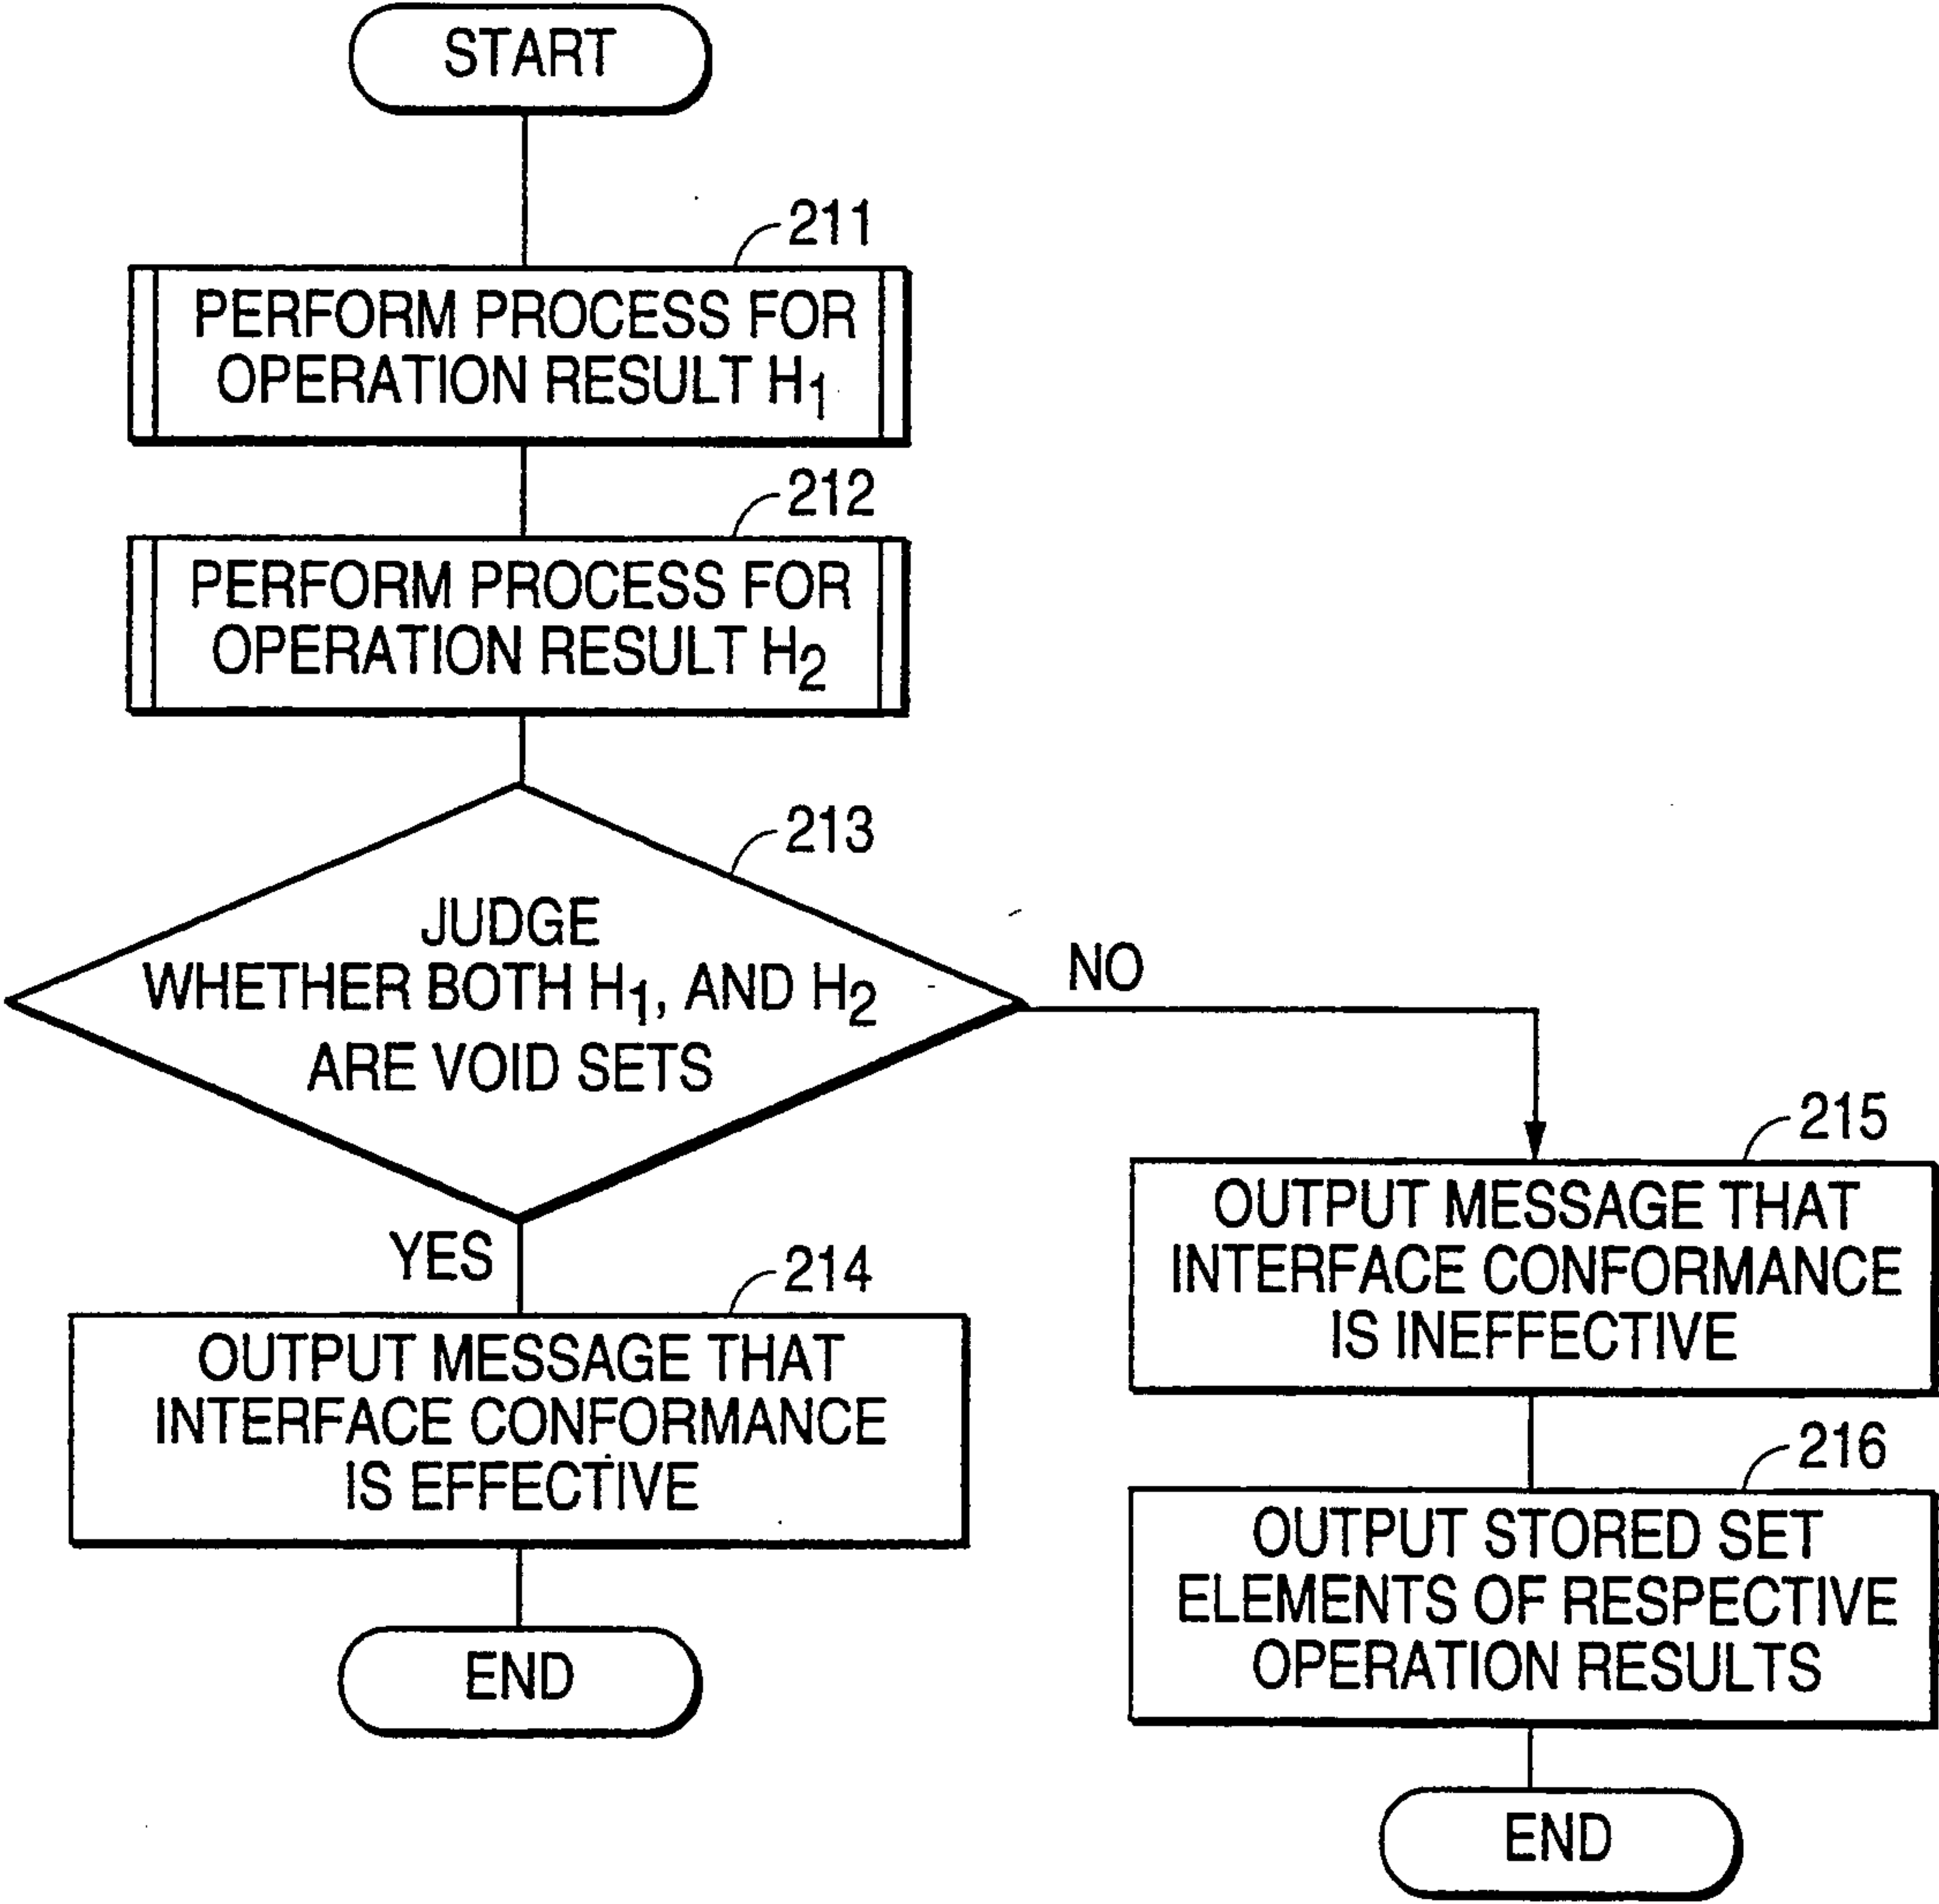 START
211
PERFORM PROCESS FOR
OPERATION RESULT H1
212
PERFORM PROCESS FOR
OPERATION RESULT H2
213
JUDGE
WHETHER BOTH H1, AND H2
ARE VOID SETS
NO
YES
214
OUTPUT MESSAGE THAT
INTERFACE CONFORMANCE
IS EFFECTIVE
END
215
OUTPUT MESSAGE THAT
INTERFACE CONFORMANCE
IS INEFFECTIVE
216
OUTPUT STORED SET
ELEMENTS OF RESPECTIVE
OPERATION RESULTS
END